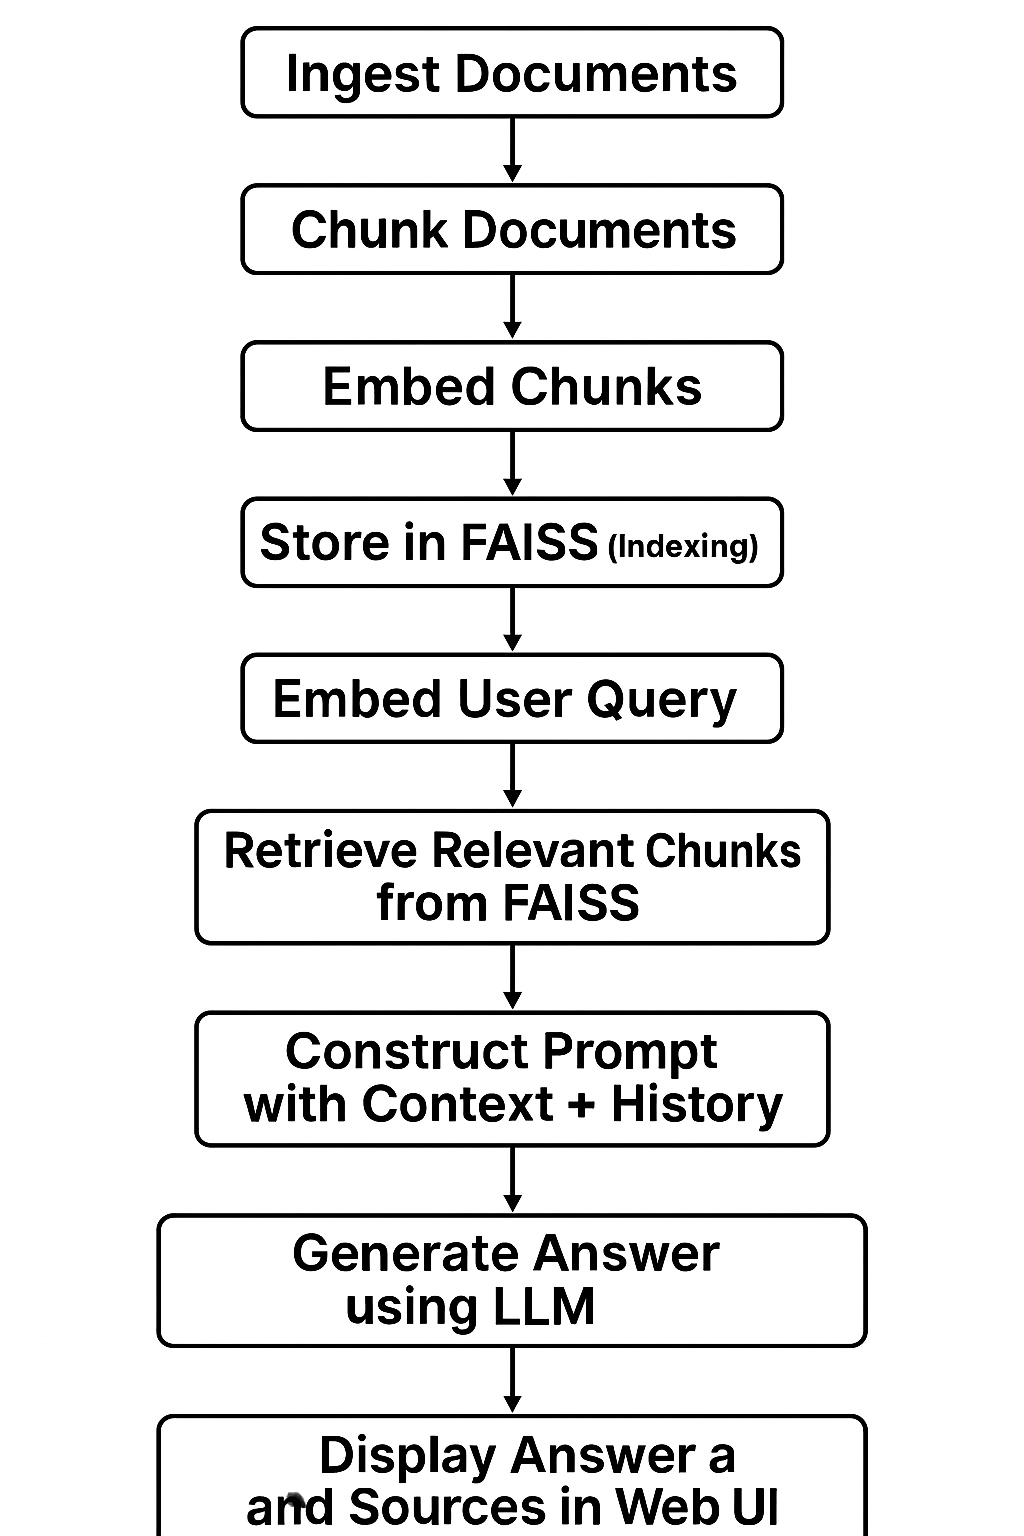 Ingest Documents
Chunk Documents
Embed Chunks
Store in FAISS (Indexing)
Embed User Query
Retrieve Relevant Chunks
from FAISS
Construct Prompt
with Context + History
Generate Answer
using LLM
Display Answer a
and Sources in Web UI